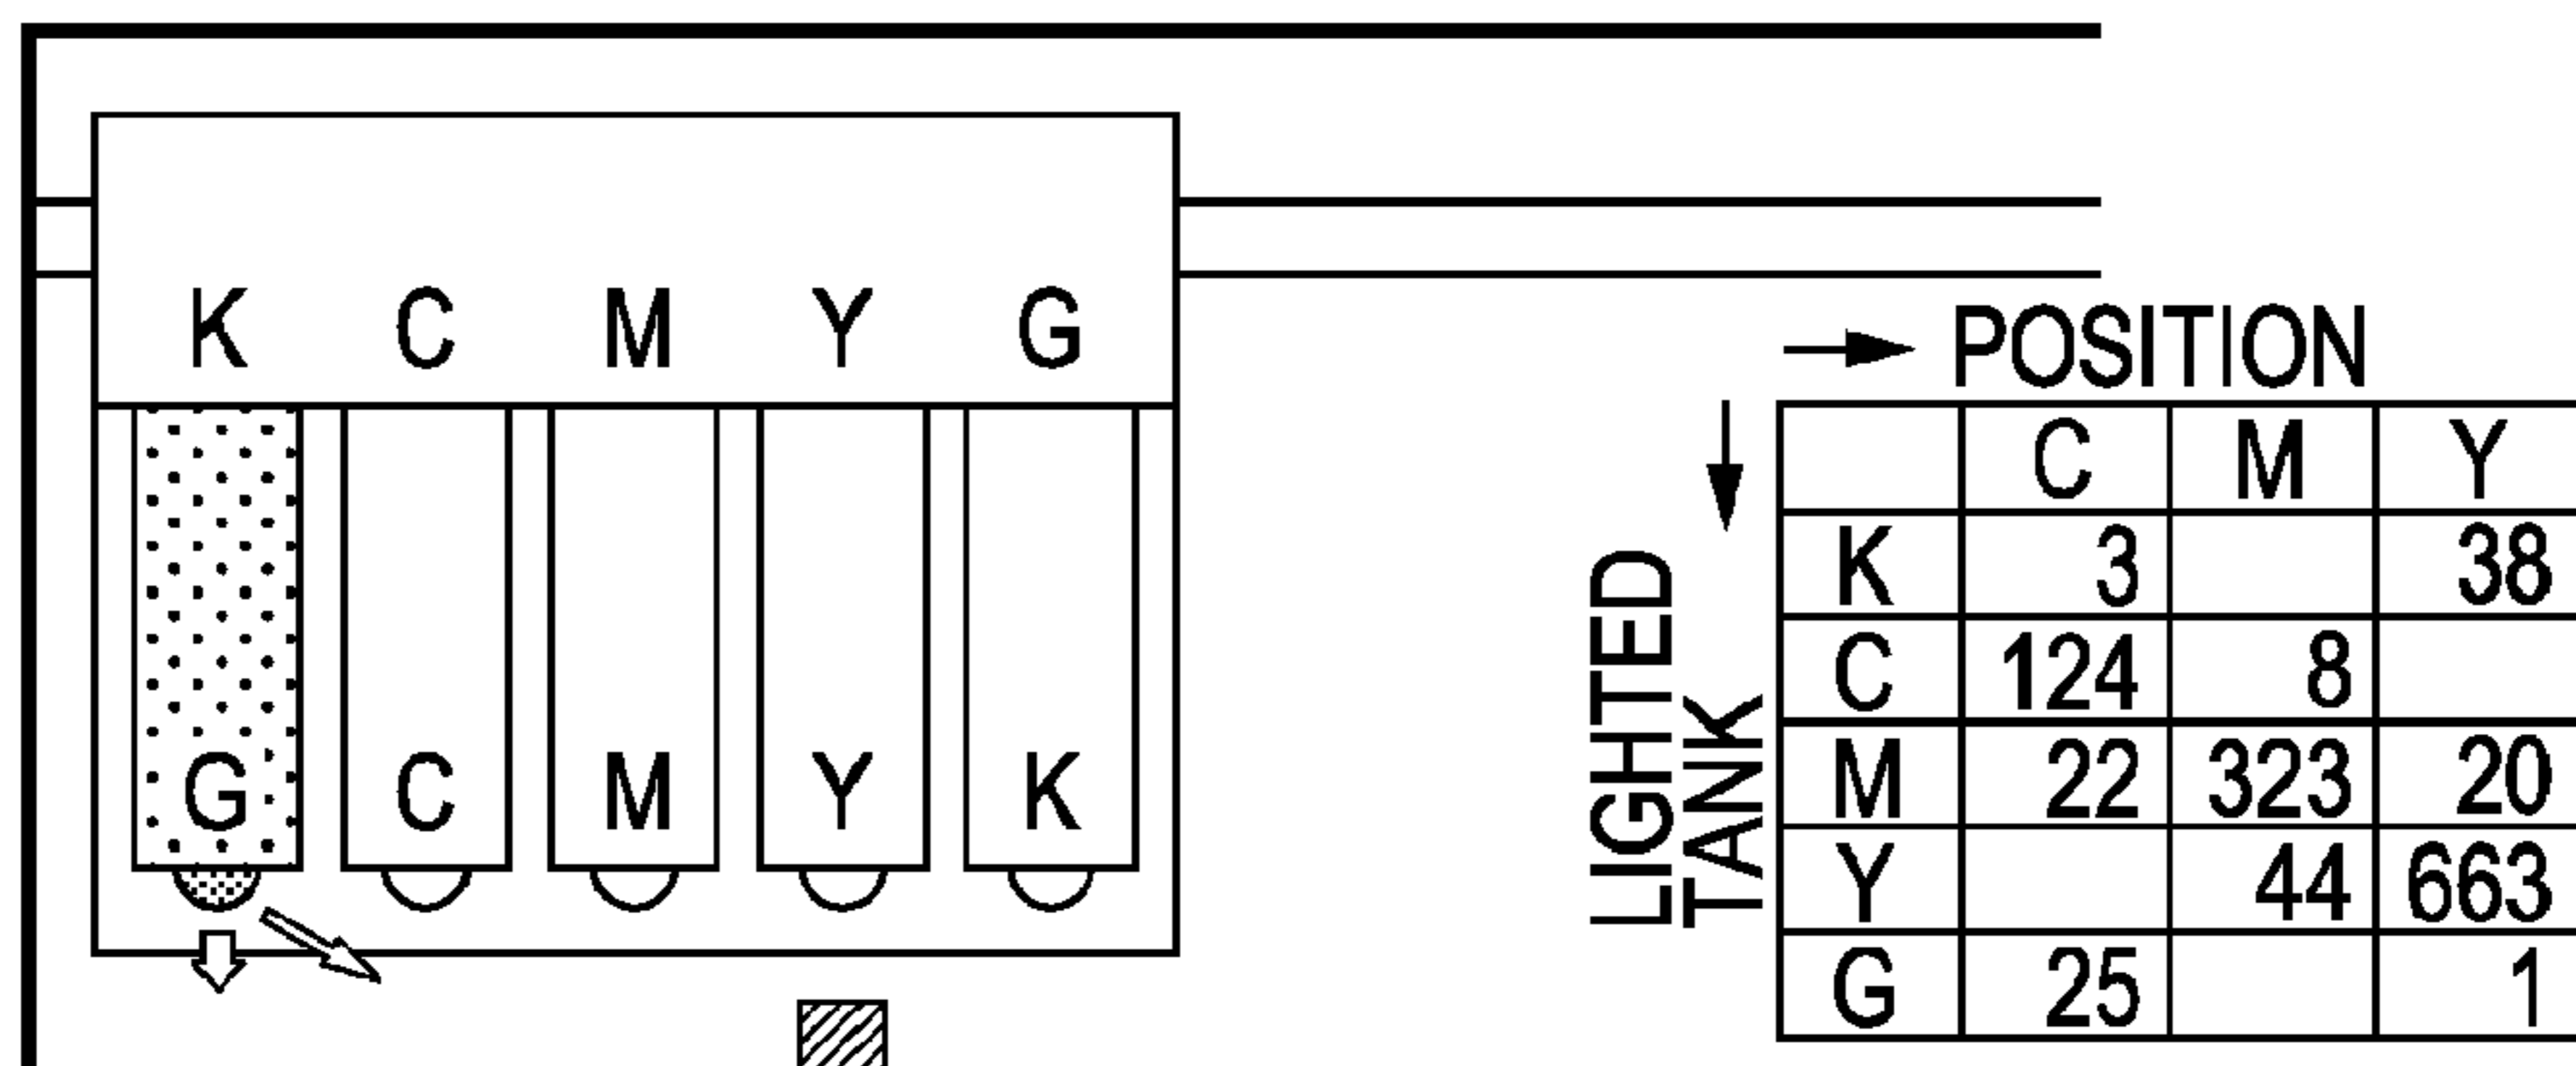 K C M Y G
G C M Y K
POSITION
LIGHTED
TANK
C M Y
K 3 38
C 124 8
M 22 323 20
Y 44 663
G 25 1